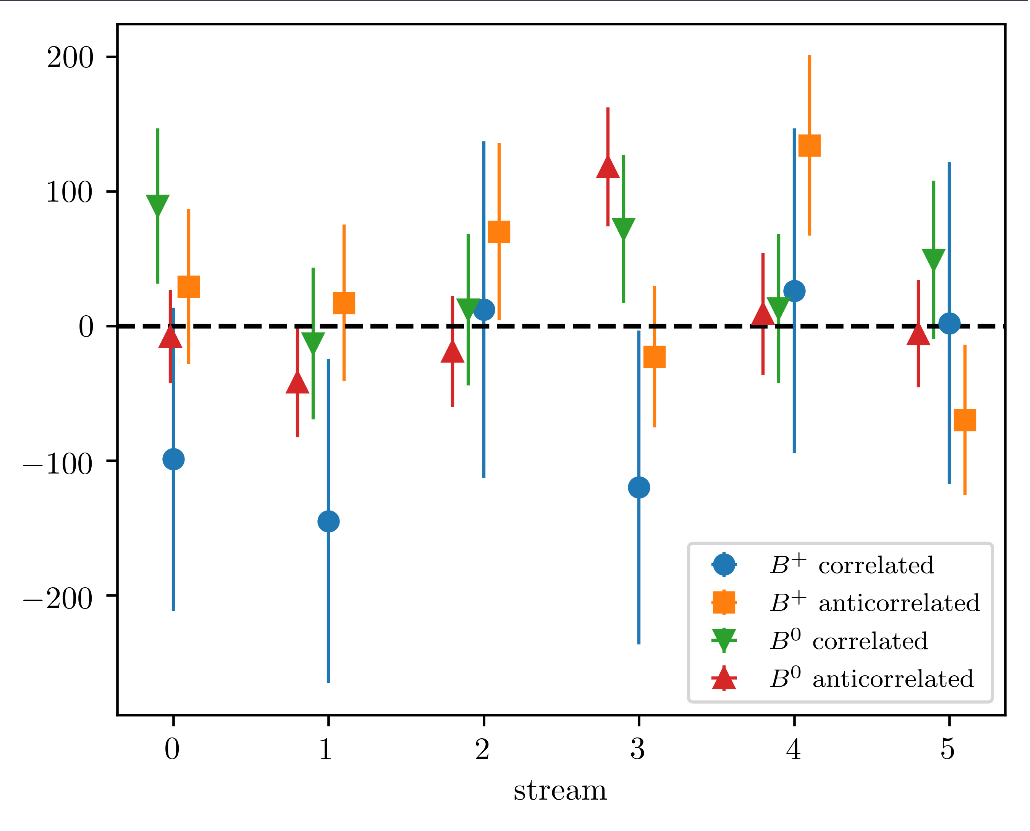 200
100
0
−100
−200
0 1 2 3 4 5
stream
B⁺ correlated
B⁺ anticorrelated
B⁰ correlated
B⁰ anticorrelated